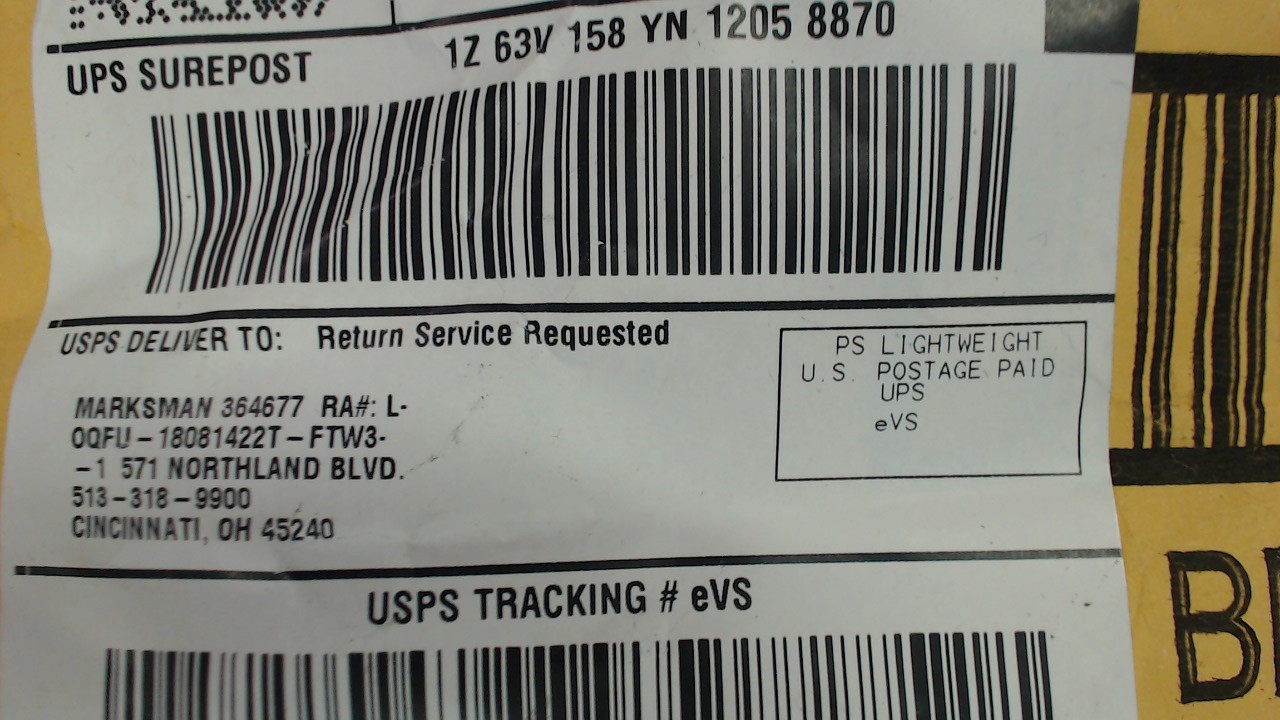 1Z 63V 158 YN 1205 8870
UPS SUREPOST
USPS DELIVER TO: Return Service Requested
PS LIGHTWEIGHT
U.S. POSTAGE PAID
UPS
eVS
MARKSMAN 364677 RA#: L-
0QFU-18081422T-FTW3-
-1 571 NORTHLAND BLVD.
513-318-9900
CINCINNATI, OH 45240
USPS TRACKING # eVS